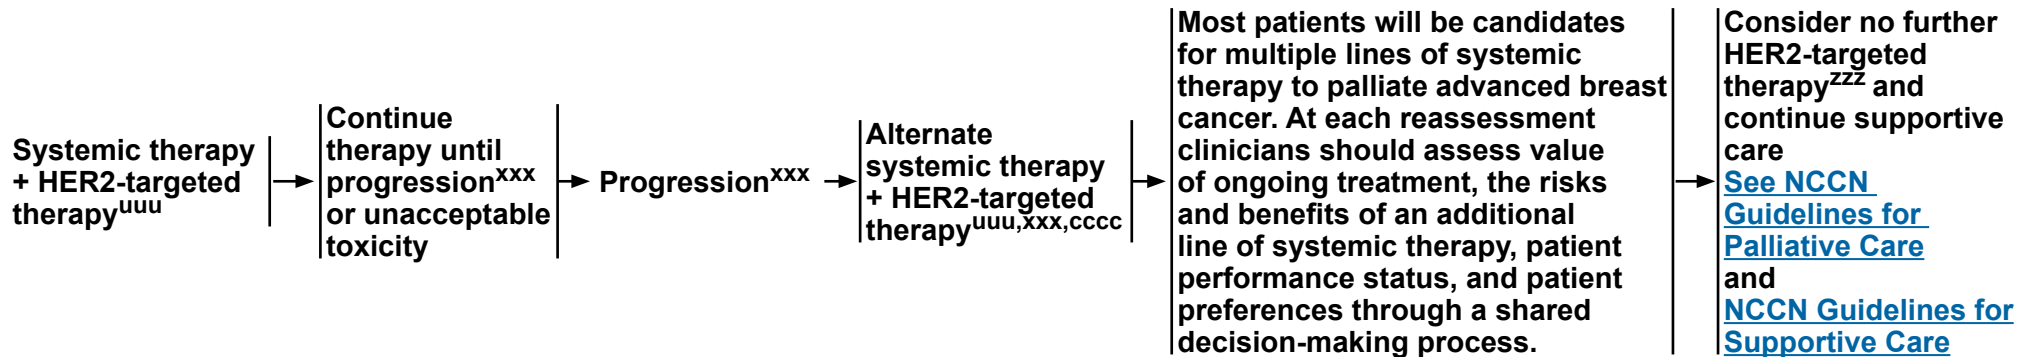 Systemic therapy
+ HER2-targeted
therapyuuu
Continue
therapy until
progressionxxx
or unacceptable
toxicity
Progressionxxx
Alternate
systemic therapy
+ HER2-targeted
therapyuuu,xxx,cccc
Most patients will be candidates
for multiple lines of systemic
therapy to palliate advanced breast
cancer. At each reassessment
clinicians should assess value
of ongoing treatment, the risks
and benefits of an additional
line of systemic therapy, patient
performance status, and patient
preferences through a shared
decision-making process.
Consider no further
HER2-targeted
therapyzzz and
continue supportive
care
See NCCN
Guidelines for
Palliative Care
and
NCCN Guidelines for
Supportive Care